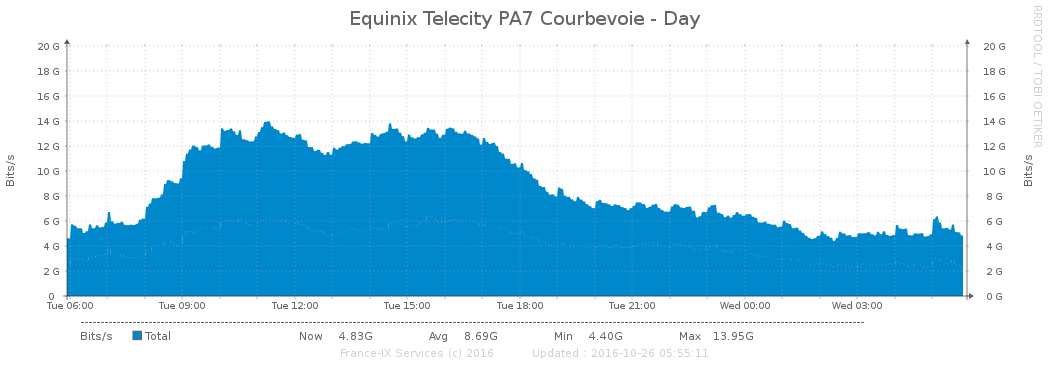 Equinix Telecity PA7 Courbevoie - Day
RRDTOOL / TOBI OETIKER
20 G 20 G
18 G 18 G
16 G 16 G
14 G 14 G
12 G 12 G
10 G 10 G
8 G 8 G
6 G 6 G
4 G 4 G
2 G 2 G
0 0 G
Bits/s
Bits/s
Tue 06:00 Tue 09:00 Tue 12:00 Tue 15:00 Tue 18:00 Tue 21:00 Wed 00:00 Wed 03:00
Bits/s Total Now 4.83G Avg 8.69G Min 4.40G Max 13.95G
France-IX Services (c) 2016 Updated : 2016-10-26 05:55:11